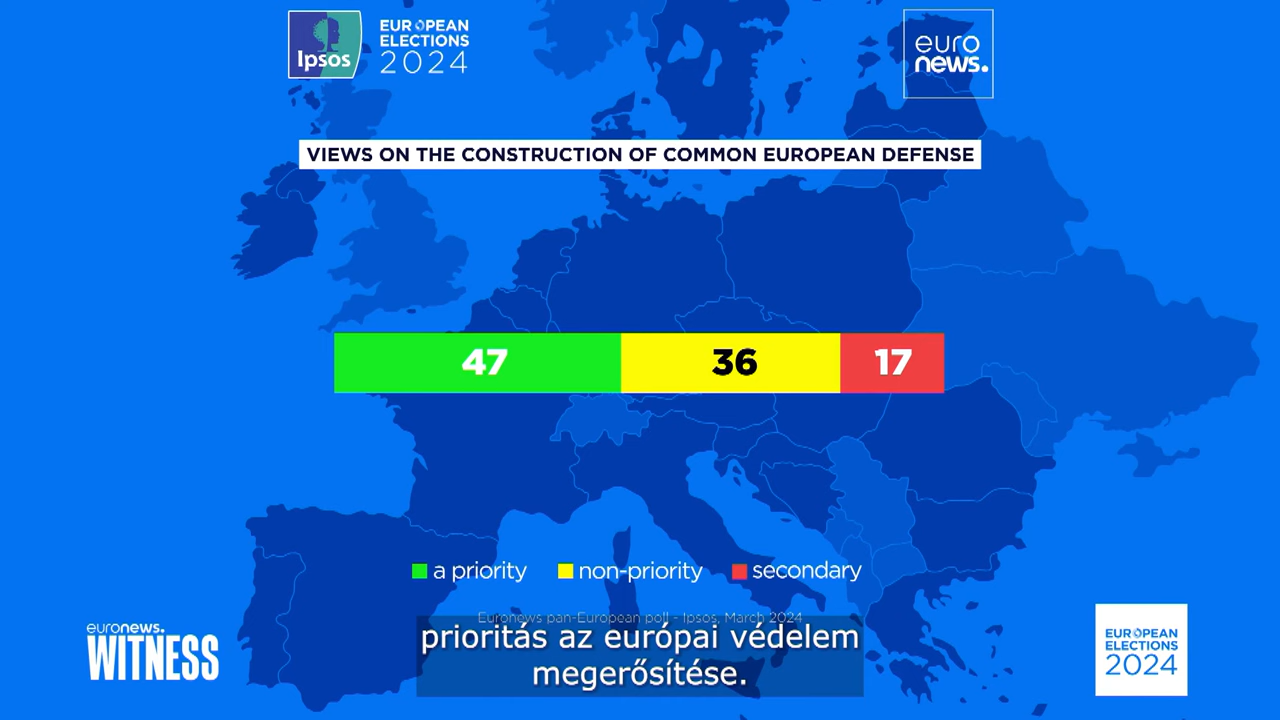 Ipsos
EUROPEAN
ELECTIONS
2024
euro
news.
VIEWS ON THE CONSTRUCTION OF COMMON EUROPEAN DEFENSE
47 36 17
a priority non-priority secondary
Euronews pan-European poll - Ipsos, March 2024
prioritás az európai védelem
megerősítése.
euronews.
WITNESS
EUROPEAN
ELECTIONS
2024